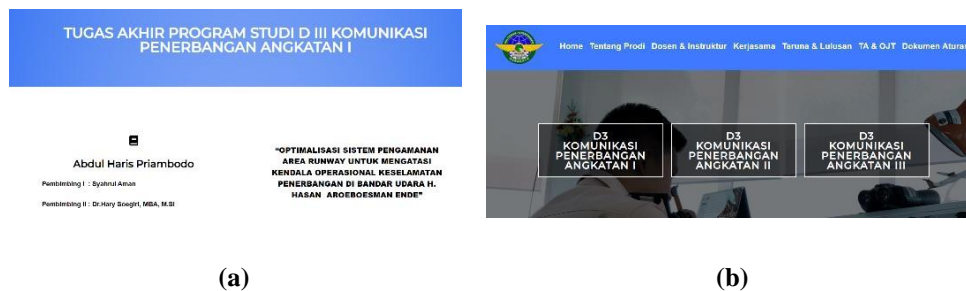 TUGAS AKHIR PROGRAM STUDI D III KOMUNIKASI
PENERBANGAN ANGKATAN I
Abdul Haris Priambodo
Pembimbing I : Syahrul Aman
Pembimbing II : Dr.Hary Soegiri, MBA, M.SI
"OPTIMALISASI SISTEM PENGAMANAN
AREA RUNWAY UNTUK MENGATASI
KENDALA OPERASIONAL KESELAMATAN
PENERBANGAN DI BANDAR UDARA H.
HASAN AROEBOESMAN ENDE"
(a)
Home Tentang Prodi Dosen & Instruktur Kerjasama Taruna & Lulusan TA & OJT Dokumen Aturan
D3
KOMUNIKASI
PENERBANGAN
ANGKATAN I
D3
KOMUNIKASI
PENERBANGAN
ANGKATAN II
D3
KOMUNIKASI
PENERBANGAN
ANGKATAN III
(b)